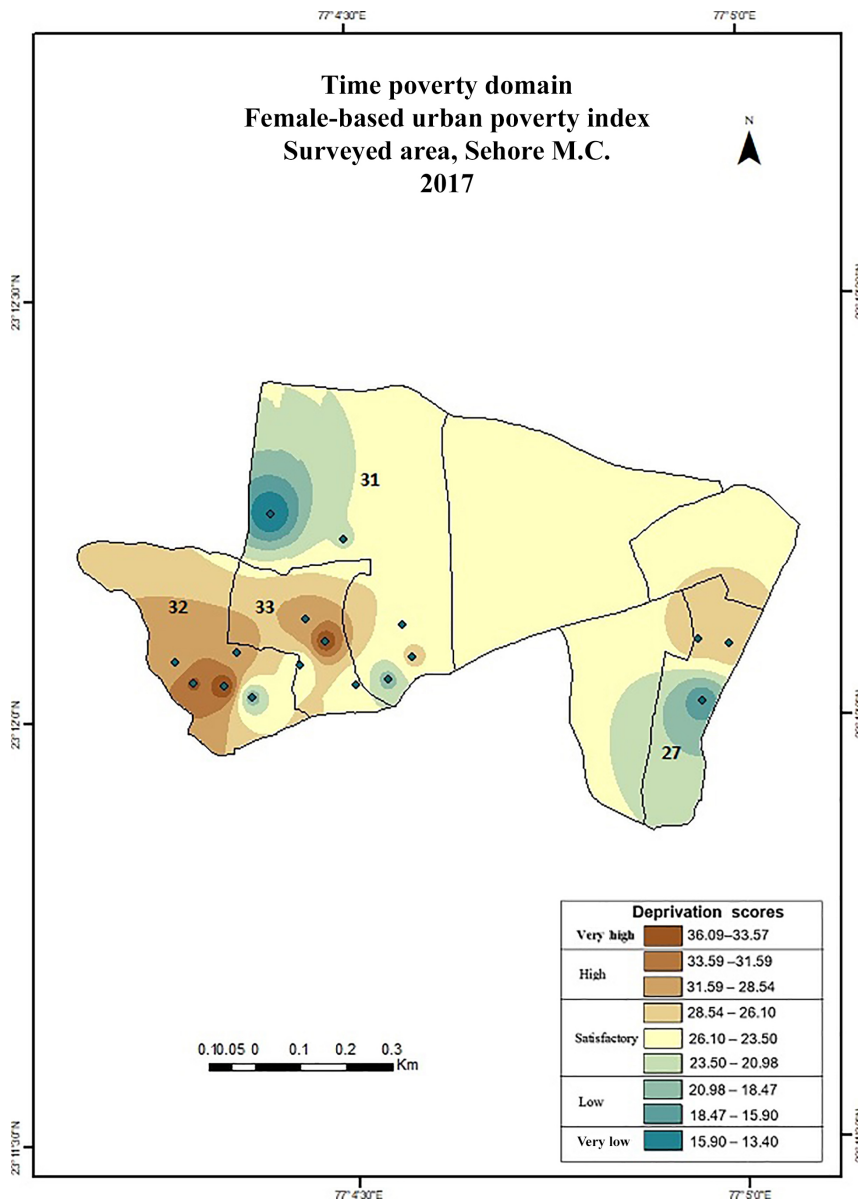 77°4'30"E
77°5'0"E
Time poverty domain
Female-based urban poverty index
Surveyed area, Sehore M.C.
2017
N
23°12'30"N
31
32
33
23°12'0"N
27
Deprivation scores
Very high 36.09–33.57
33.59 –31.59
High
31.59 – 28.54
28.54 – 26.10
Satisfactory 26.10 – 23.50
23.50 – 20.98
20.98 – 18.47
Low
18.47 – 15.90
Very low 15.90 – 13.40
0.10.05 0 0.1 0.2 0.3
Km
23°11'30"N
77°4'30"E
77°5'0"E